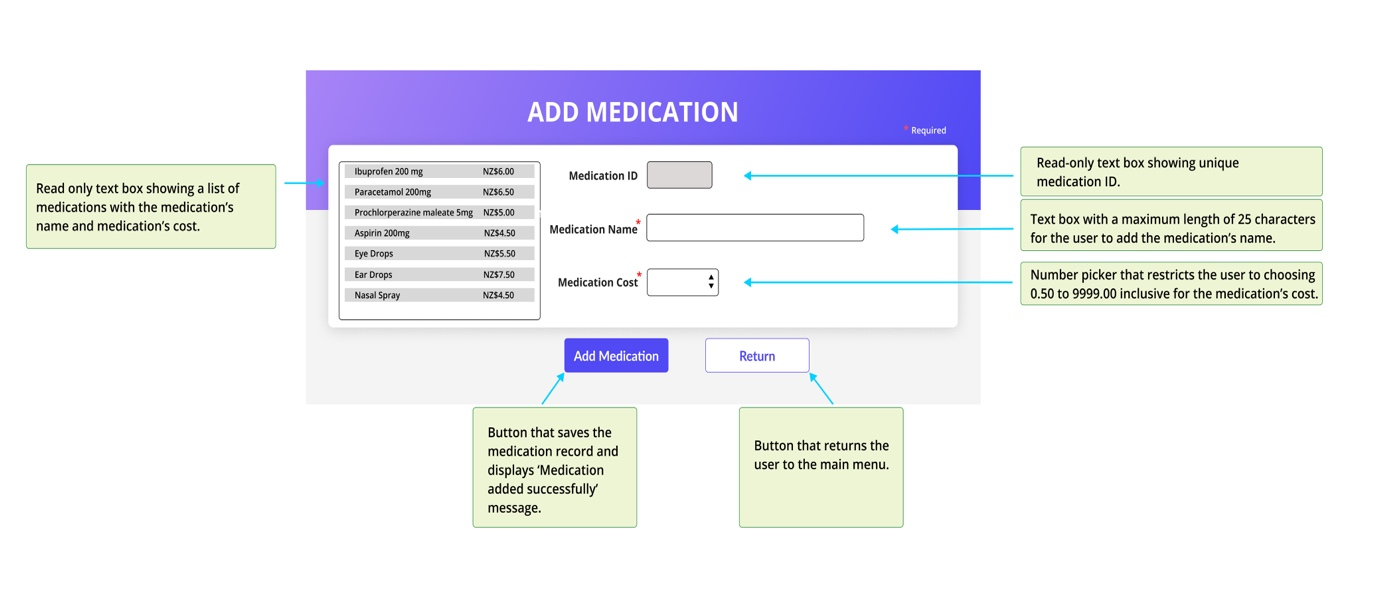 ADD MEDICATION
* Required
Read only text box showing a list of
medications with the medication's
name and medication's cost.
Ibuprofen 200 mg NZ$6.00
Paracetamol 200mg NZ$6.50
Prochlorperazine maleate 5mg NZ$5.00
Aspirin 200mg NZ$4.50
Eye Drops NZ$5.50
Ear Drops NZ$7.50
Nasal Spray NZ$4.50
Medication ID
Medication Name*
Medication Cost*
Read-only text box showing unique
medication ID.
Text box with a maximum length of 25 characters
for the user to add the medication's name.
Number picker that restricts the user to choosing
0.50 to 9999.00 inclusive for the medication's cost.
Add Medication
Return
Button that saves the
medication record and
displays ‘Medication
added successfully’
message.
Button that returns the
user to the main menu.